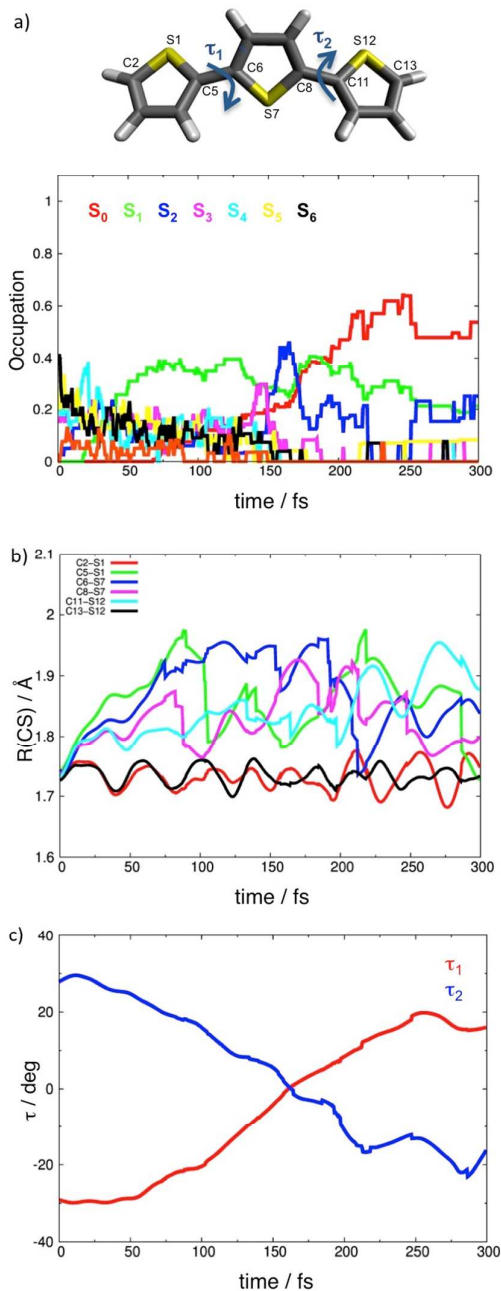 a)
S1
τ1
τ2
S12
C2
C6
C13
C5
C8
C11
S7
S0 S1 S2 S3 S4 S5 S6
1
0.8
0.6
0.4
0.2
0
Occupation
0 50 100 150 200 250 300
time / fs
b)
2.1
2
1.9
1.8
1.7
1.6
R(CS) / Å
C2-S1
C5-S1
C6-S7
C8-S7
C11-S12
C13-S12
0 50 100 150 200 250 300
time / fs
c)
40
20
0
-20
-40
τ / deg
τ1
τ2
0 50 100 150 200 250 300
time / fs